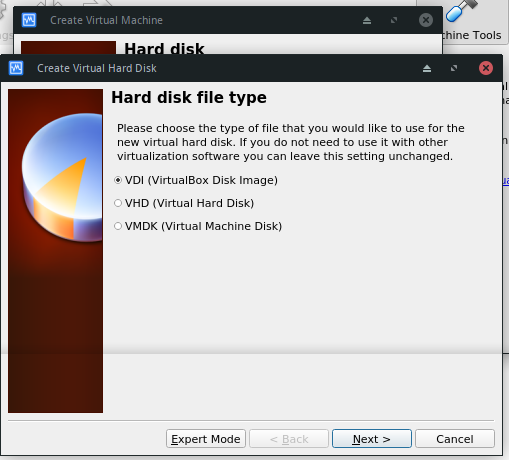 Create Virtual Machine
Hard disk
chine Tools
Create Virtual Hard Disk
Hard disk file type
Please choose the type of file that you would like to use for the
new virtual hard disk. If you do not need to use it with other
virtualization software you can leave this setting unchanged.
VDI (VirtualBox Disk Image)
VHD (Virtual Hard Disk)
VMDK (Virtual Machine Disk)
Expert Mode
< Back
Next >
Cancel